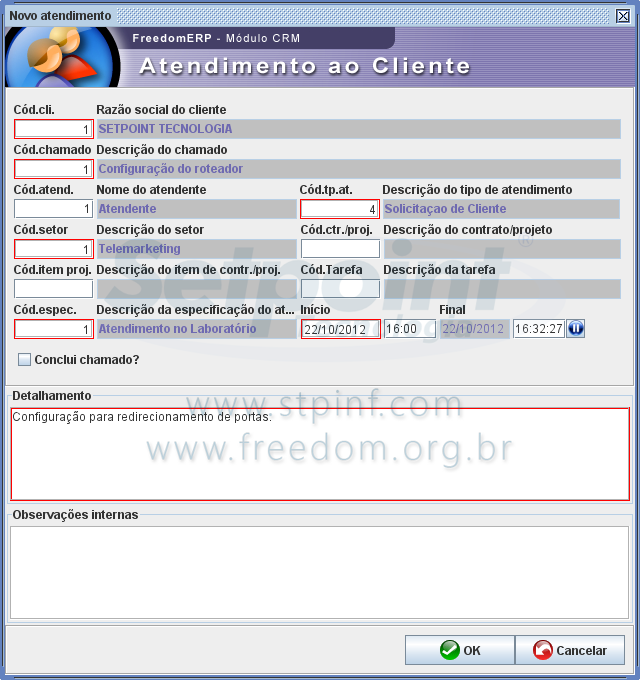 Novo atendimento
FreedomERP - Módulo CRM
Atendimento ao Cliente
Cód.cli. Razão social do cliente
1 SETPOINT TECNOLOGIA
Cód.chamado Descrição do chamado
1 Configuração do roteador
Cód.atend. Nome do atendente Cód.tp.at. Descrição do tipo de atendimento
1 Atendente 4 Solicitaçao de Cliente
Cód.setor Descrição do setor Cód.ctr./proj. Descrição do contrato/projeto
1 Telemarketing
Setpoint®
Cód.item proj. Descrição do item de contr./proj. Cód.Tarefa Descrição da tarefa
Cód.espec. Descrição da especificação do at... Início Final
1 Atendimento no Laboratório 22/10/2012 16:00 22/10/2012 16:32:27
Tecnologia
Conclui chamado?
Detalhamento
www.stpinf.com
Configuração para redirecionamento de portas.
www.freedom.org.br
Observações internas
OK Cancelar